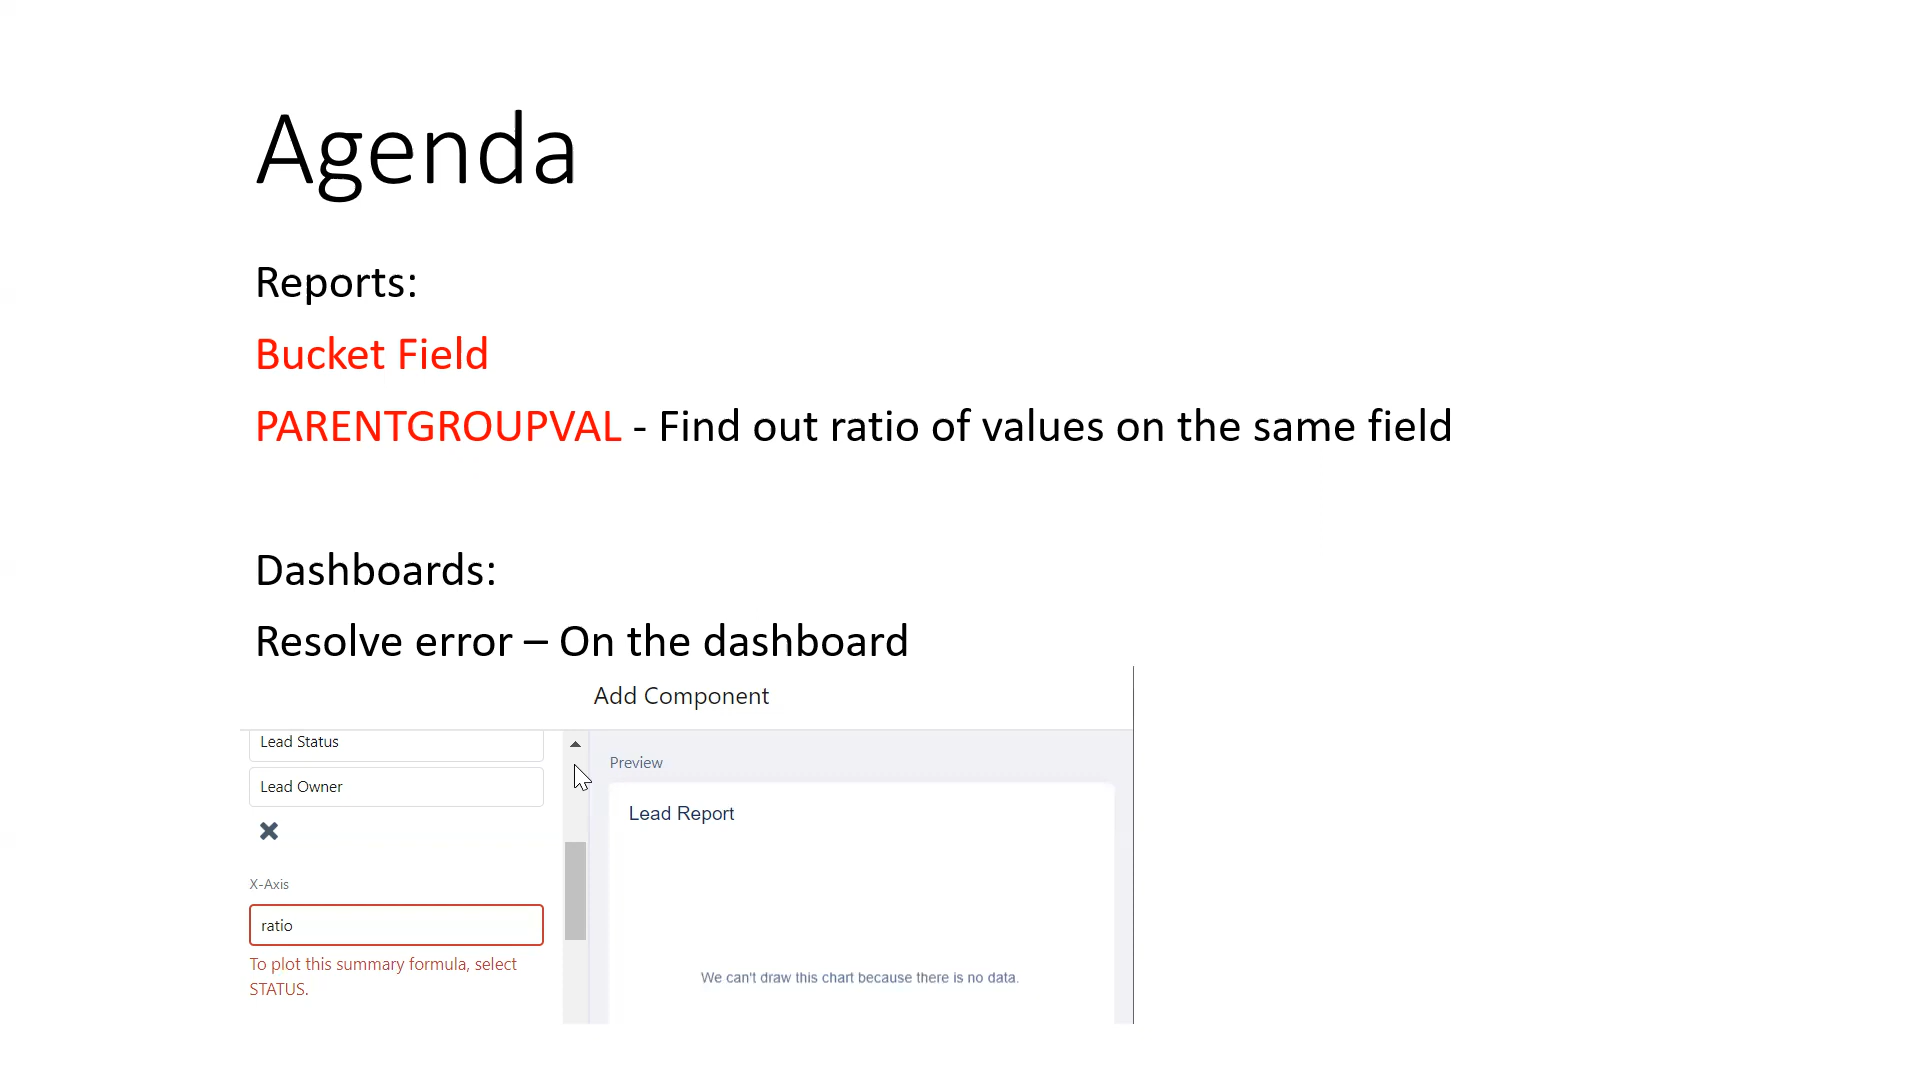 Agenda
Reports:
Bucket Field
PARENTGROUPVAL - Find out ratio of values on the same field
Dashboards:
Resolve error – On the dashboard
Add Component
Lead Status
Lead Owner
X-Axis
ratio
To plot this summary formula, select
STATUS.
Preview
Lead Report
We can't draw this chart because there is no data.